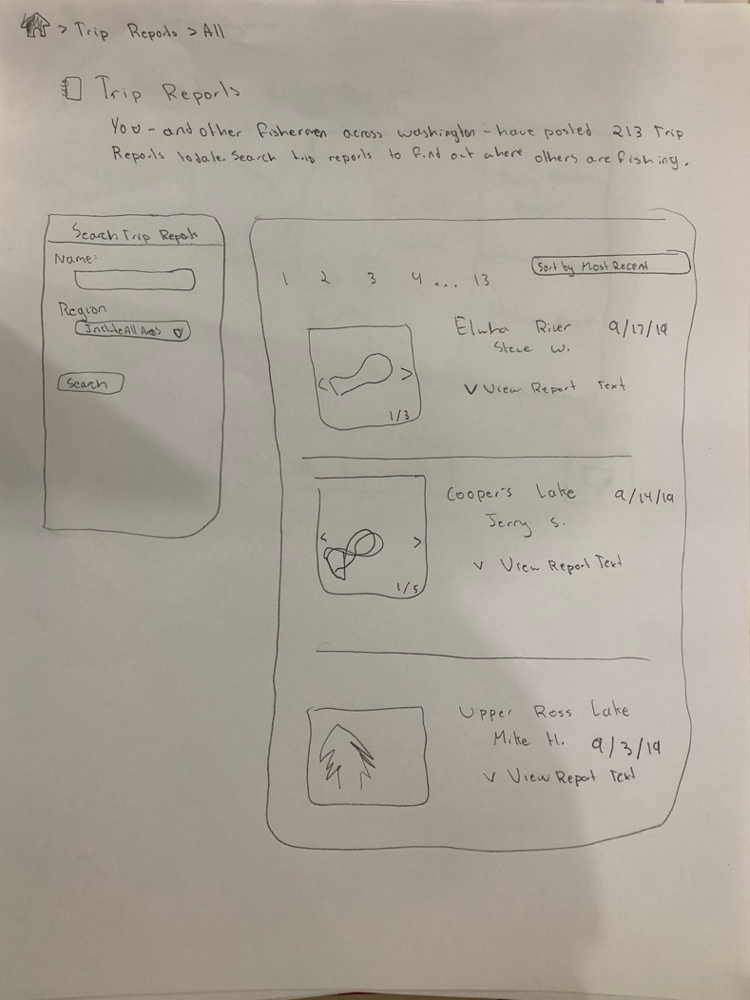 > Trip Reports > All
Trip Reports
You - and other fishermen across washington - have posted 213 Trip
Reports to date. Search trip reports to find out where others are fishing.
Search Trip Reports
Name:
Region
Include All Areas
Search
1 2 3 4 ... 13
Sort by Most Recent
Elwha River 9/17/19
Steve W.
< >
1/3
V View Report Text
Cooper's Lake 9/14/19
Jerry S.
< >
1/5
V View Report Text
Upper Ross Lake
Mike H. 9/3/19
V View Report Text